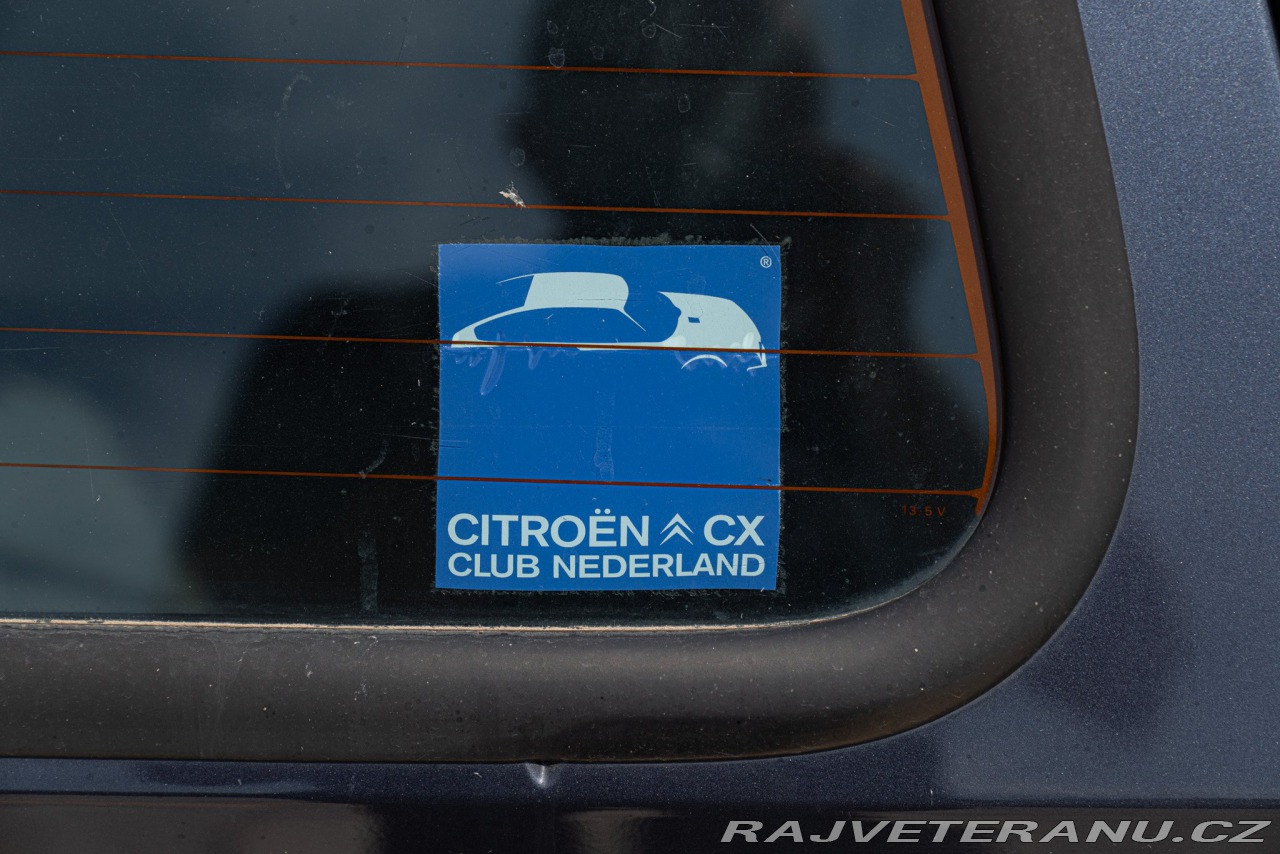 ®
CITROËN CX
CLUB NEDERLAND
13.5 V
RAJVETERANU.CZ